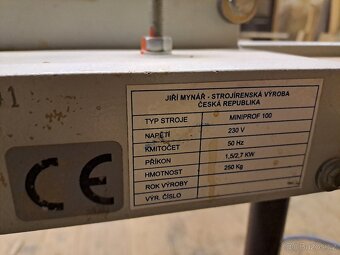 JIŘÍ MYNÁŘ - STROJÍRENSKÁ VÝROBA
ČESKÁ REPUBLIKA
TYP STROJE MINIPROF 100
NAPĚTÍ 230 V
KMITOČET 50 Hz
PŘÍKON 1,5/2,7 KW
HMOTNOST 250 Kg
ROK VÝROBY
VÝR. ČÍSLO
CE